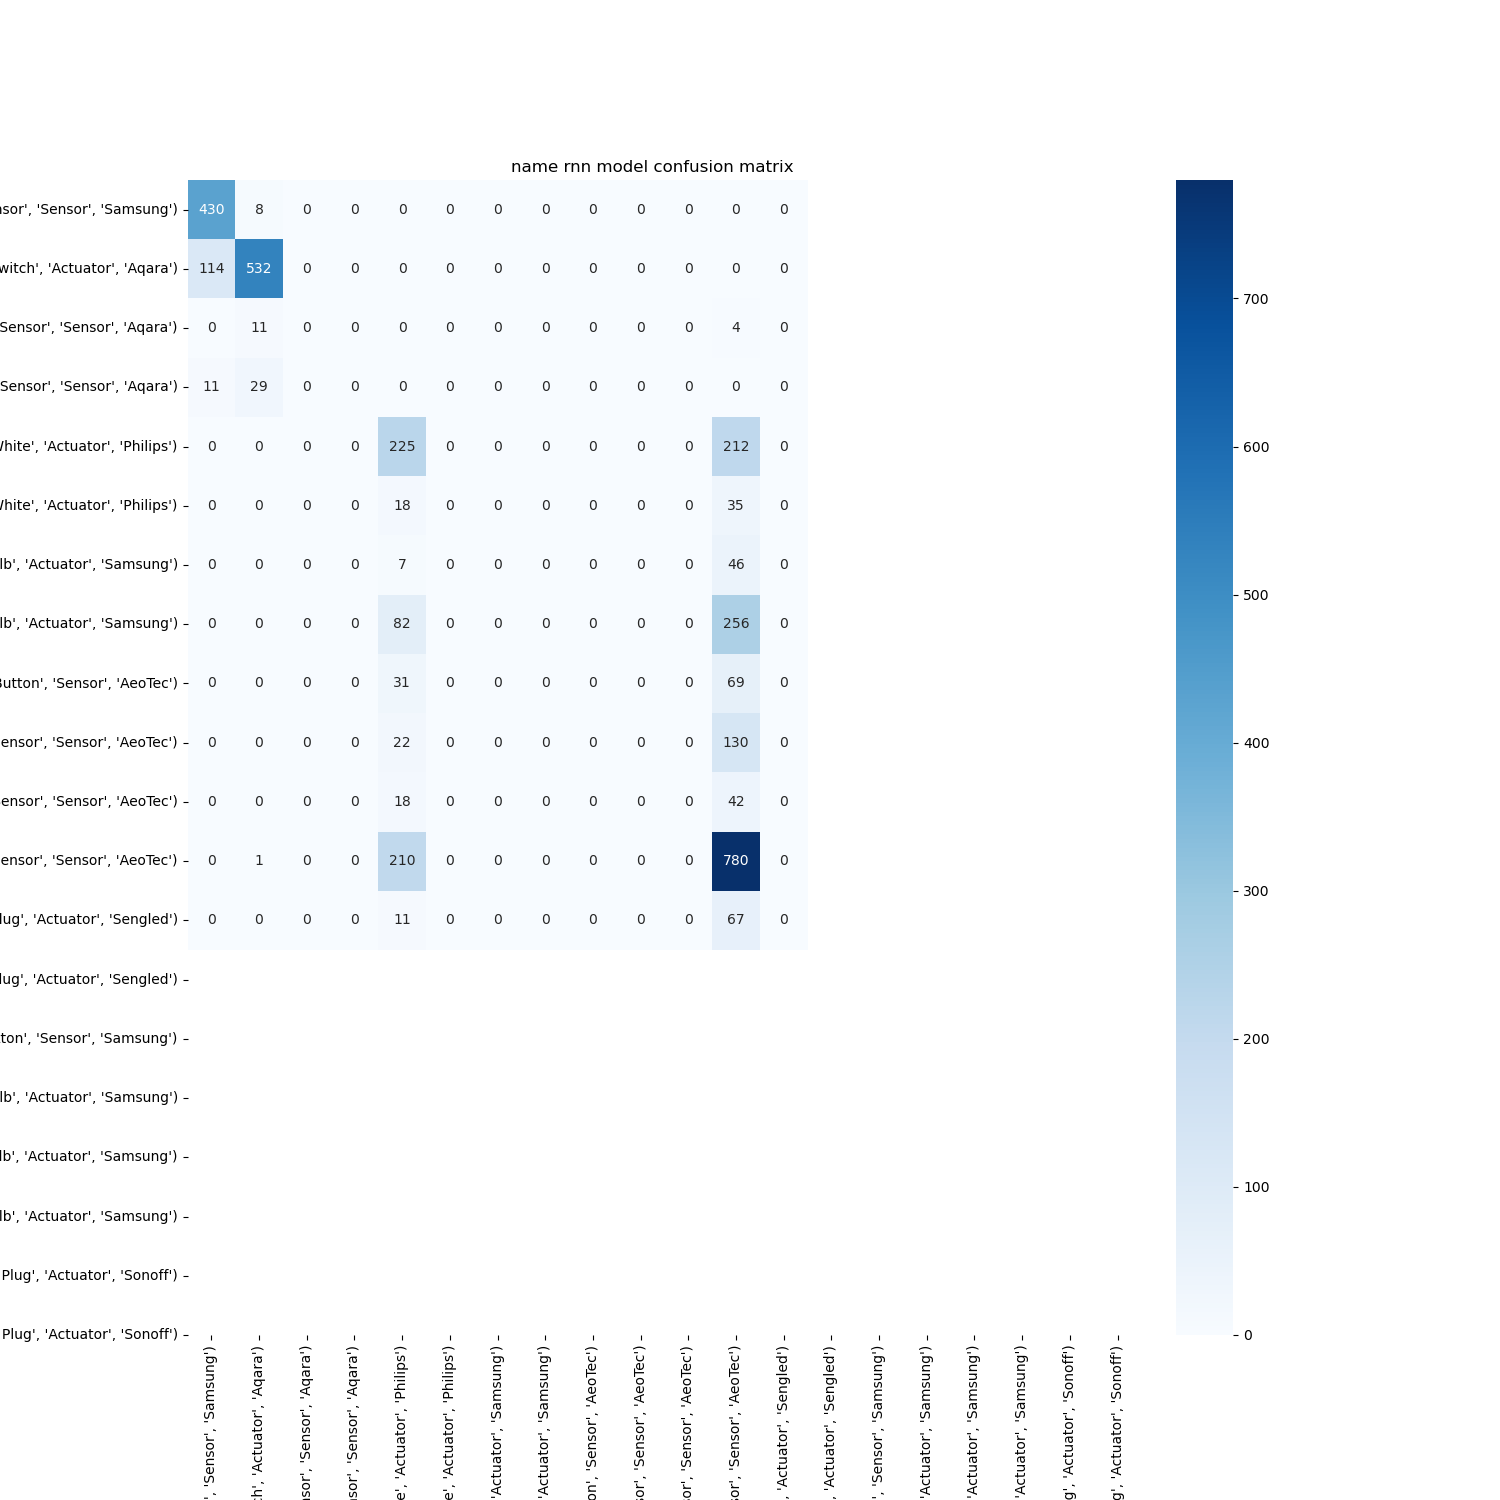 name rnn model confusion matrix
nsor', 'Sensor', 'Samsung') 430 8 0 0 0 0 0 0 0 0 0 0 0
witch', 'Actuator', 'Aqara') 114 532 0 0 0 0 0 0 0 0 0 0 0
Sensor', 'Sensor', 'Aqara') 0 11 0 0 0 0 0 0 0 0 0 4 0
Sensor', 'Sensor', 'Aqara') 11 29 0 0 0 0 0 0 0 0 0 0 0
White', 'Actuator', 'Philips') 0 0 0 0 225 0 0 0 0 0 0 212 0
White', 'Actuator', 'Philips') 0 0 0 0 18 0 0 0 0 0 0 35 0
lb', 'Actuator', 'Samsung') 0 0 0 0 7 0 0 0 0 0 0 46 0
lb', 'Actuator', 'Samsung') 0 0 0 0 82 0 0 0 0 0 0 256 0
Button', 'Sensor', 'AeoTec') 0 0 0 0 31 0 0 0 0 0 0 69 0
ensor', 'Sensor', 'AeoTec') 0 0 0 0 22 0 0 0 0 0 0 130 0
ensor', 'Sensor', 'AeoTec') 0 0 0 0 18 0 0 0 0 0 0 42 0
ensor', 'Sensor', 'AeoTec') 0 1 0 0 210 0 0 0 0 0 0 780 0
lug', 'Actuator', 'Sengled') 0 0 0 0 11 0 0 0 0 0 0 67 0
lug', 'Actuator', 'Sengled')
ton', 'Sensor', 'Samsung')
lb', 'Actuator', 'Samsung')
lb', 'Actuator', 'Samsung')
lb', 'Actuator', 'Samsung')
Plug', 'Actuator', 'Sonoff')
Plug', 'Actuator', 'Sonoff')
', 'Sensor', 'Samsung')
ch', 'Actuator', 'Aqara')
sor', 'Sensor', 'Aqara')
sor', 'Sensor', 'Aqara')
e', 'Actuator', 'Philips')
e', 'Actuator', 'Philips')
'Actuator', 'Samsung')
'Actuator', 'Samsung')
on', 'Sensor', 'AeoTec')
sor', 'Sensor', 'AeoTec')
sor', 'Sensor', 'AeoTec')
sor', 'Sensor', 'AeoTec')
, 'Actuator', 'Sengled')
, 'Actuator', 'Sengled')
', 'Sensor', 'Samsung')
'Actuator', 'Samsung')
'Actuator', 'Samsung')
'Actuator', 'Samsung')
g', 'Actuator', 'Sonoff')
g', 'Actuator', 'Sonoff')
700
600
500
400
300
200
100
0